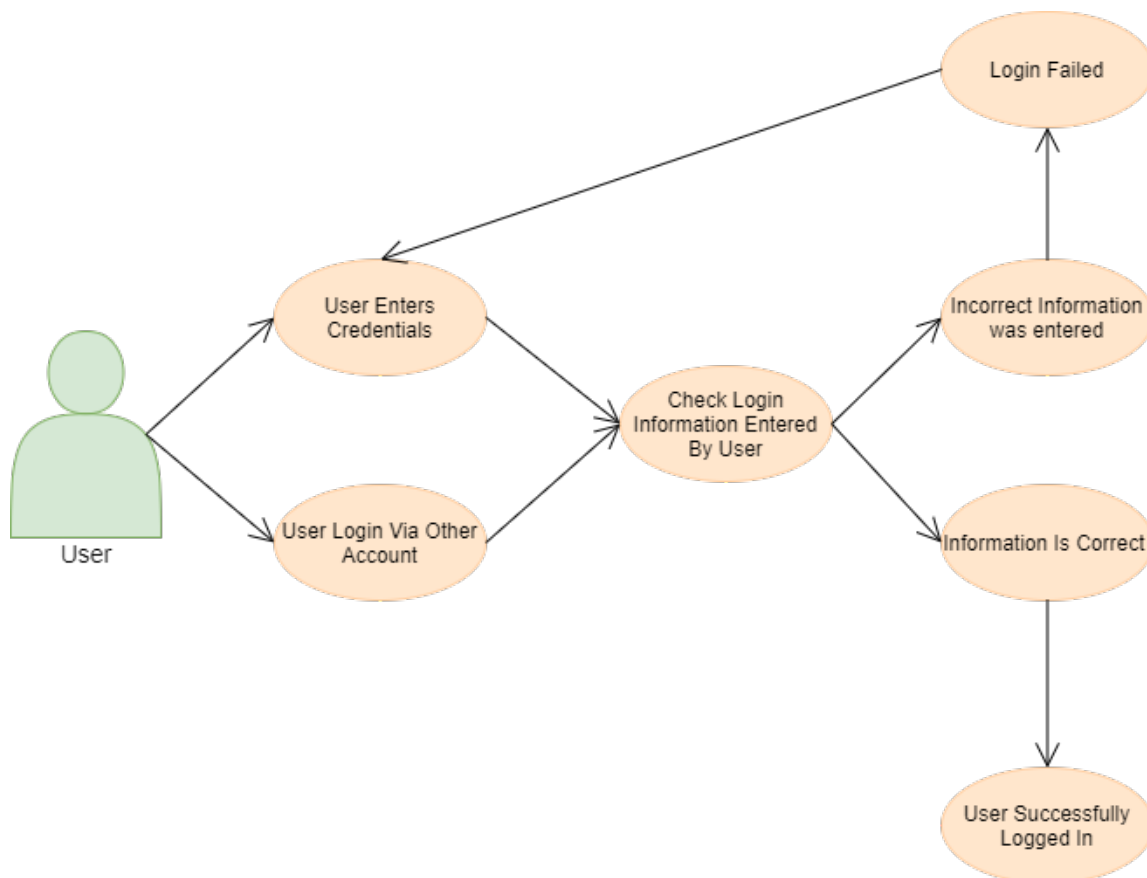 Login Failed
User Enters
Credentials
Incorrect Information
was entered
Check Login
Information Entered
By User
User Login Via Other
Account
Information Is Correct
User
User Successfully
Logged In